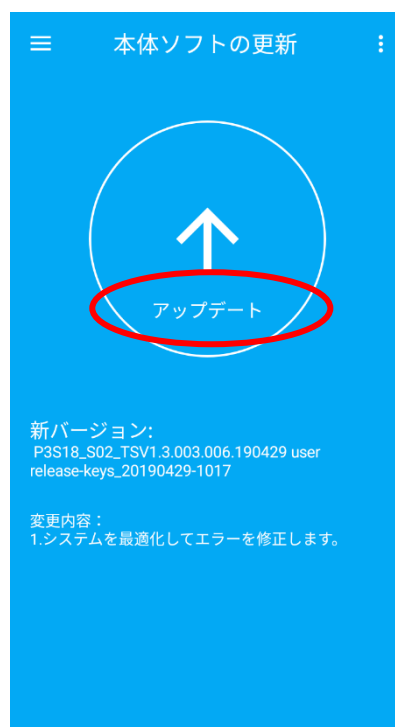 本体ソフトの更新
アップデート
新バージョン:
P3S18_S02_TSV1.3.003.006.190429 user
release-keys_20190429-1017
変更内容：
1.システムを最適化してエラーを修正します。